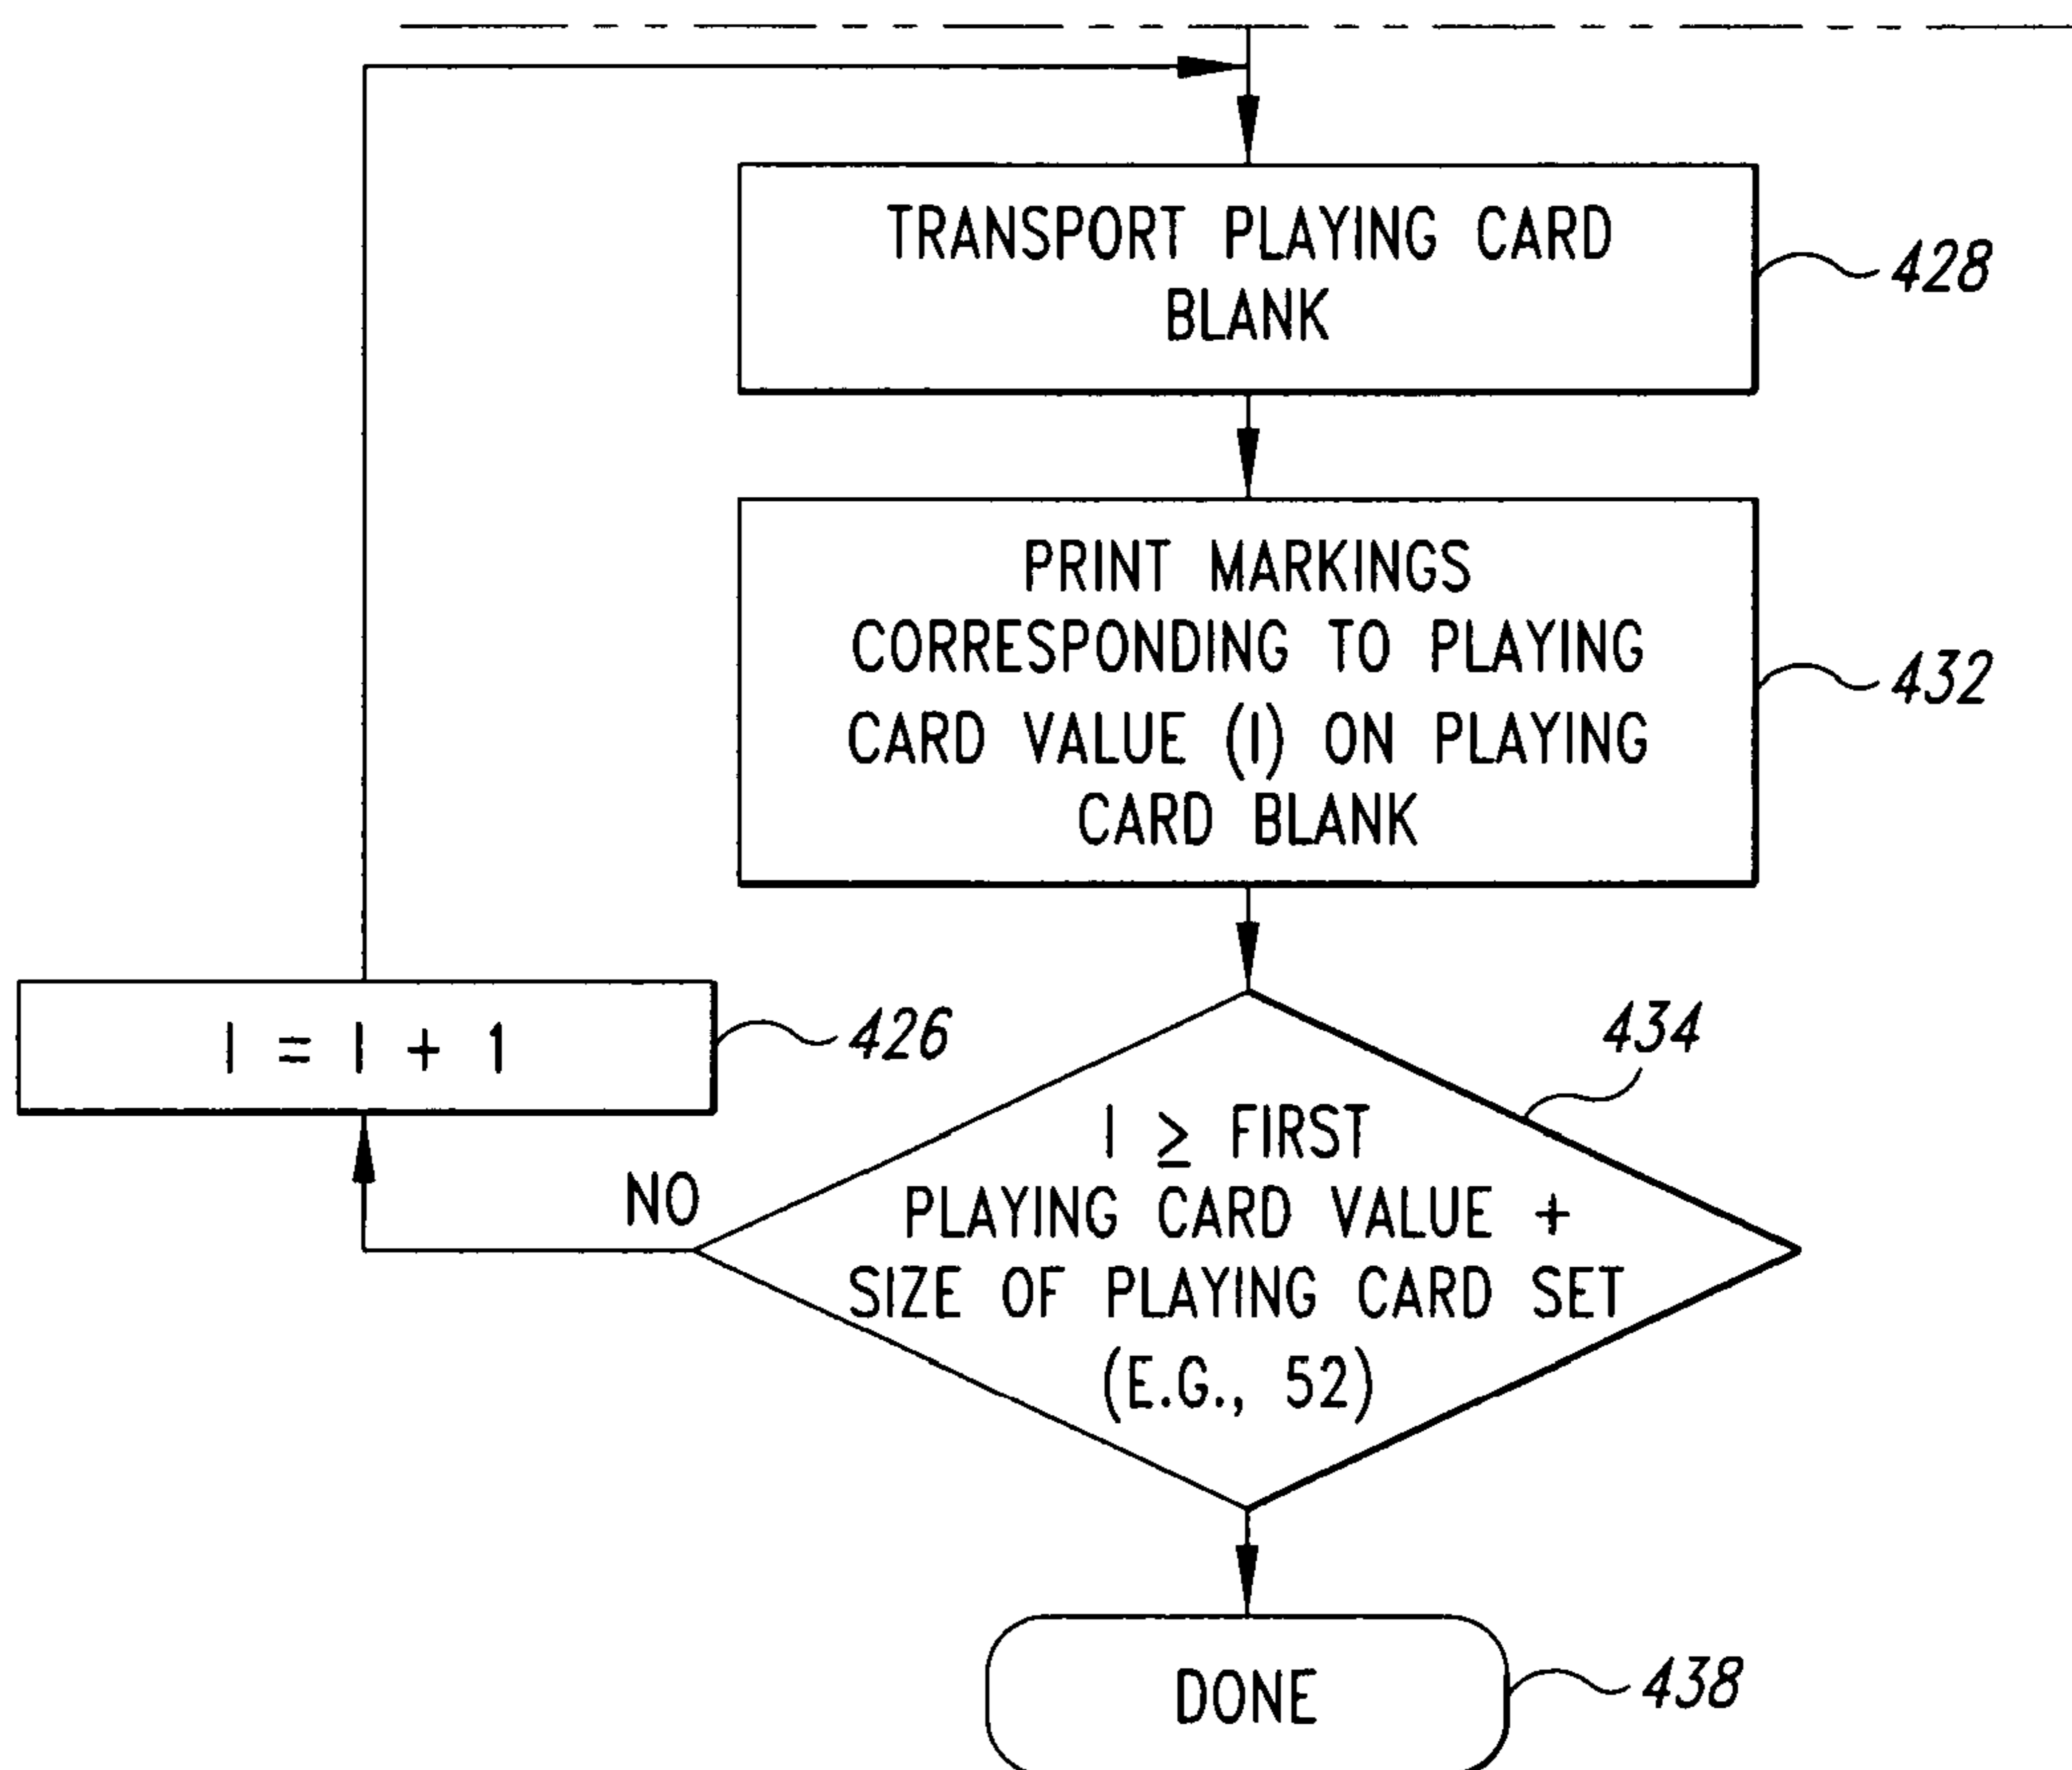 TRANSPORT PLAYING CARD
BLANK
428
PRINT MARKINGS
CORRESPONDING TO PLAYING
CARD VALUE (I) ON PLAYING
CARD BLANK
432
I = I + 1
426
434
I ≥ FIRST
PLAYING CARD VALUE +
SIZE OF PLAYING CARD SET
(E.G., 52)
NO
DONE
438